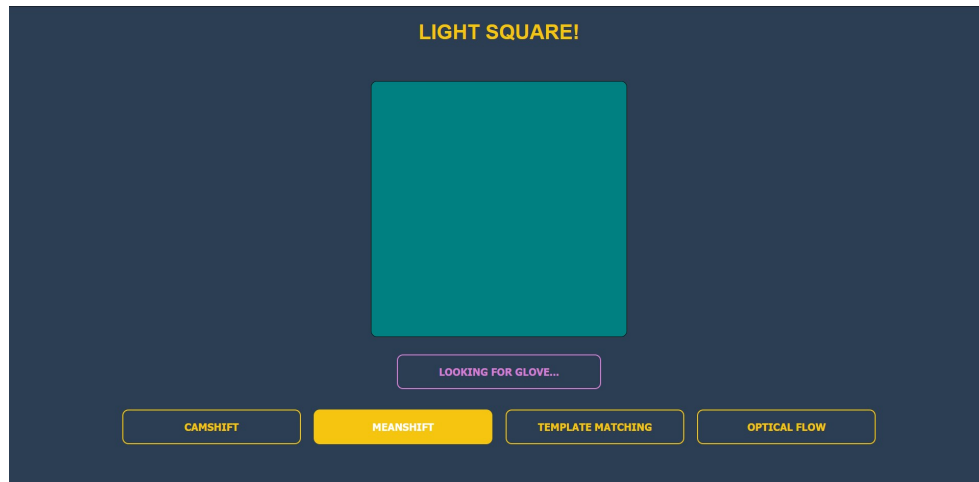 LIGHT SQUARE!
LOOKING FOR GLOVE...
CAMSHIFT
MEANSHIFT
TEMPLATE MATCHING
OPTICAL FLOW